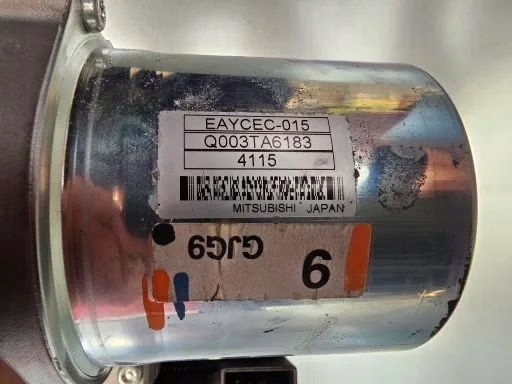 EAYCEC-015
Q003TA6183
4115
MITSUBISHI JAPAN
GJG9
9